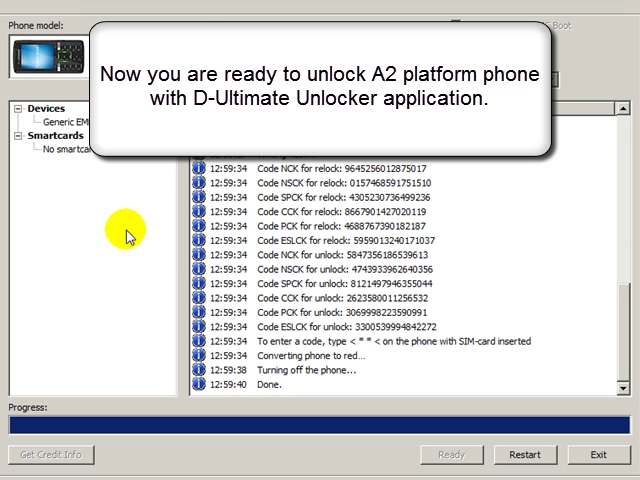 Phone model:
Boot
Now you are ready to unlock A2 platform phone
with D-Ultimate Unlocker application.
Devices
Generic EM
Smartcards
No smartca
12:59:34 Code NCK for relock: 9645256012875017
12:59:34 Code NSCK for relock: 0157468591751510
12:59:34 Code SPCK for relock: 4305230736499236
12:59:34 Code CCK for relock: 8667901427020119
12:59:34 Code PCK for relock: 4688767390182187
12:59:34 Code ESLCK for relock: 5959013240171037
12:59:34 Code NCK for unlock: 5847356186539613
12:59:34 Code NSCK for unlock: 4743933962640356
12:59:34 Code SPCK for unlock: 8121497946355044
12:59:34 Code CCK for unlock: 2623580011256532
12:59:34 Code PCK for unlock: 3069998223590991
12:59:34 Code ESLCK for unlock: 3300539994842272
12:59:34 To enter a code, type < * * < on the phone with SIM-card inserted
12:59:34 Converting phone to red...
12:59:38 Turning off the phone...
12:59:40 Done.
Progress:
Get Credit Info
Ready
Restart
Exit